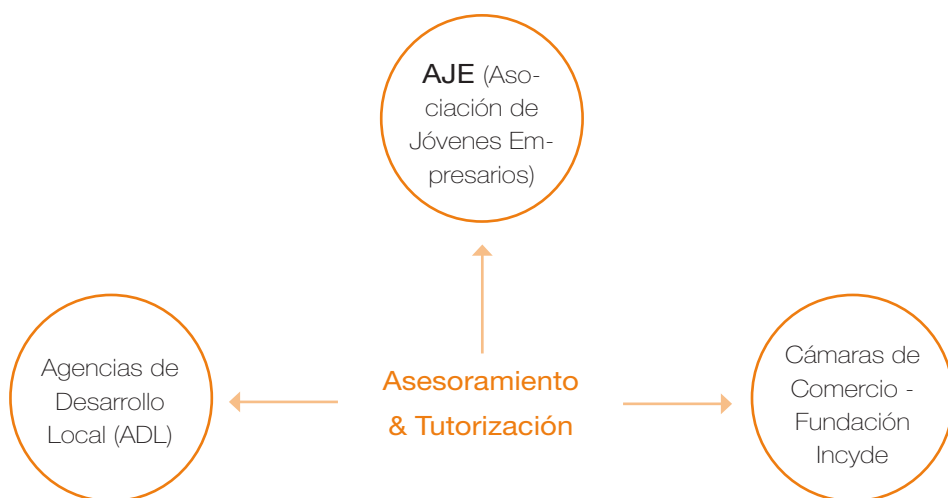 AJE (Aso-
ciación de
Jóvenes Em-
presarios)
Agencias de
Desarrollo
Local (ADL)
Asesoramiento
& Tutorización
Cámaras de
Comercio -
Fundación
Incyde